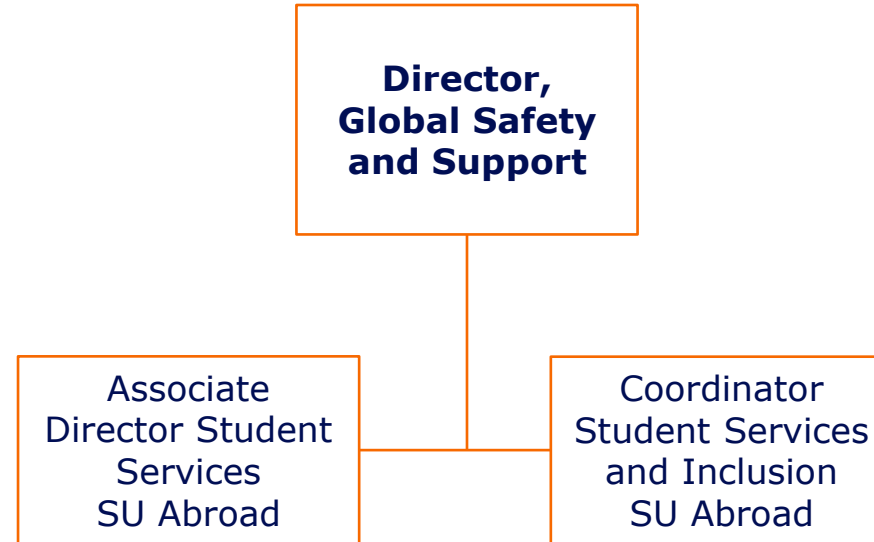 Director,
Global Safety
and Support
Associate
Director Student
Services
SU Abroad
Coordinator
Student Services
and Inclusion
SU Abroad